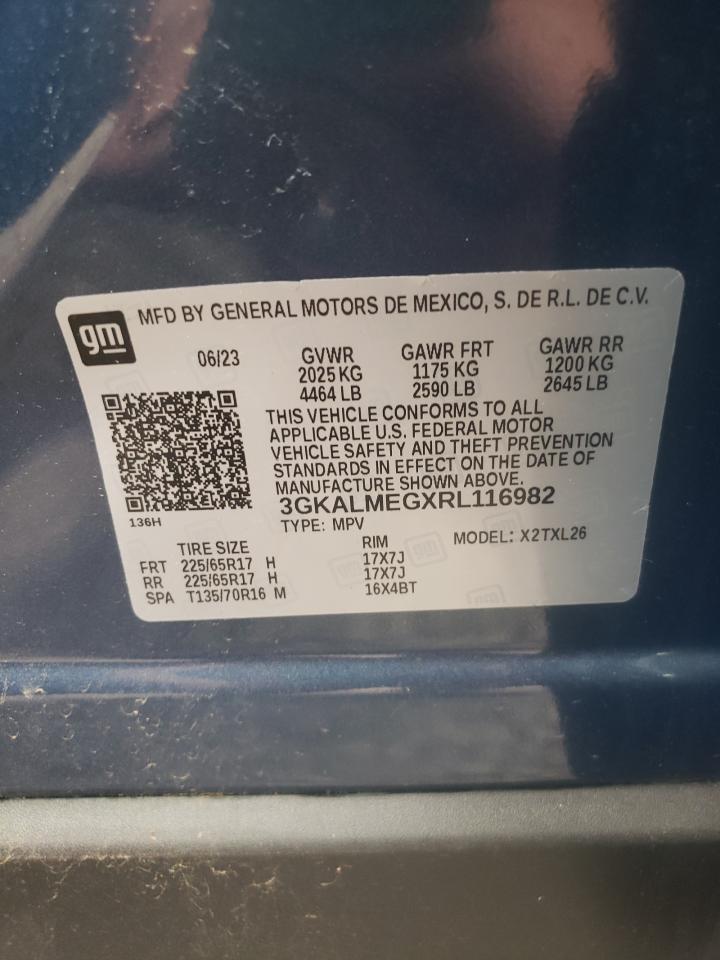 gm
MFD BY GENERAL MOTORS DE MEXICO, S. DE R.L. DE C.V.
06/23 GVWR GAWR FRT GAWR RR
2025 KG 1175 KG 1200 KG
4464 LB 2590 LB 2645 LB
THIS VEHICLE CONFORMS TO ALL
APPLICABLE U.S. FEDERAL MOTOR
VEHICLE SAFETY AND THEFT PREVENTION
STANDARDS IN EFFECT ON THE DATE OF
MANUFACTURE SHOWN ABOVE.
3GKALMEGXRL116982
136H
TYPE: MPV MODEL: X2TXL26
TIRE SIZE RIM
FRT 225/65R17 H 17X7J
RR 225/65R17 H 17X7J
SPA T135/70R16 M 16X4BT